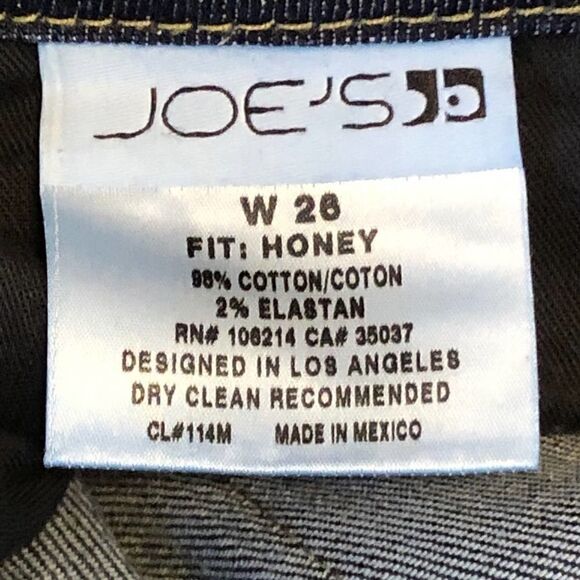 JOE'S
W 26
FIT: HONEY
98% COTTON/COTON
2% ELASTAN
RN# 106214 CA# 35037
DESIGNED IN LOS ANGELES
DRY CLEAN RECOMMENDED
CL#114M MADE IN MEXICO